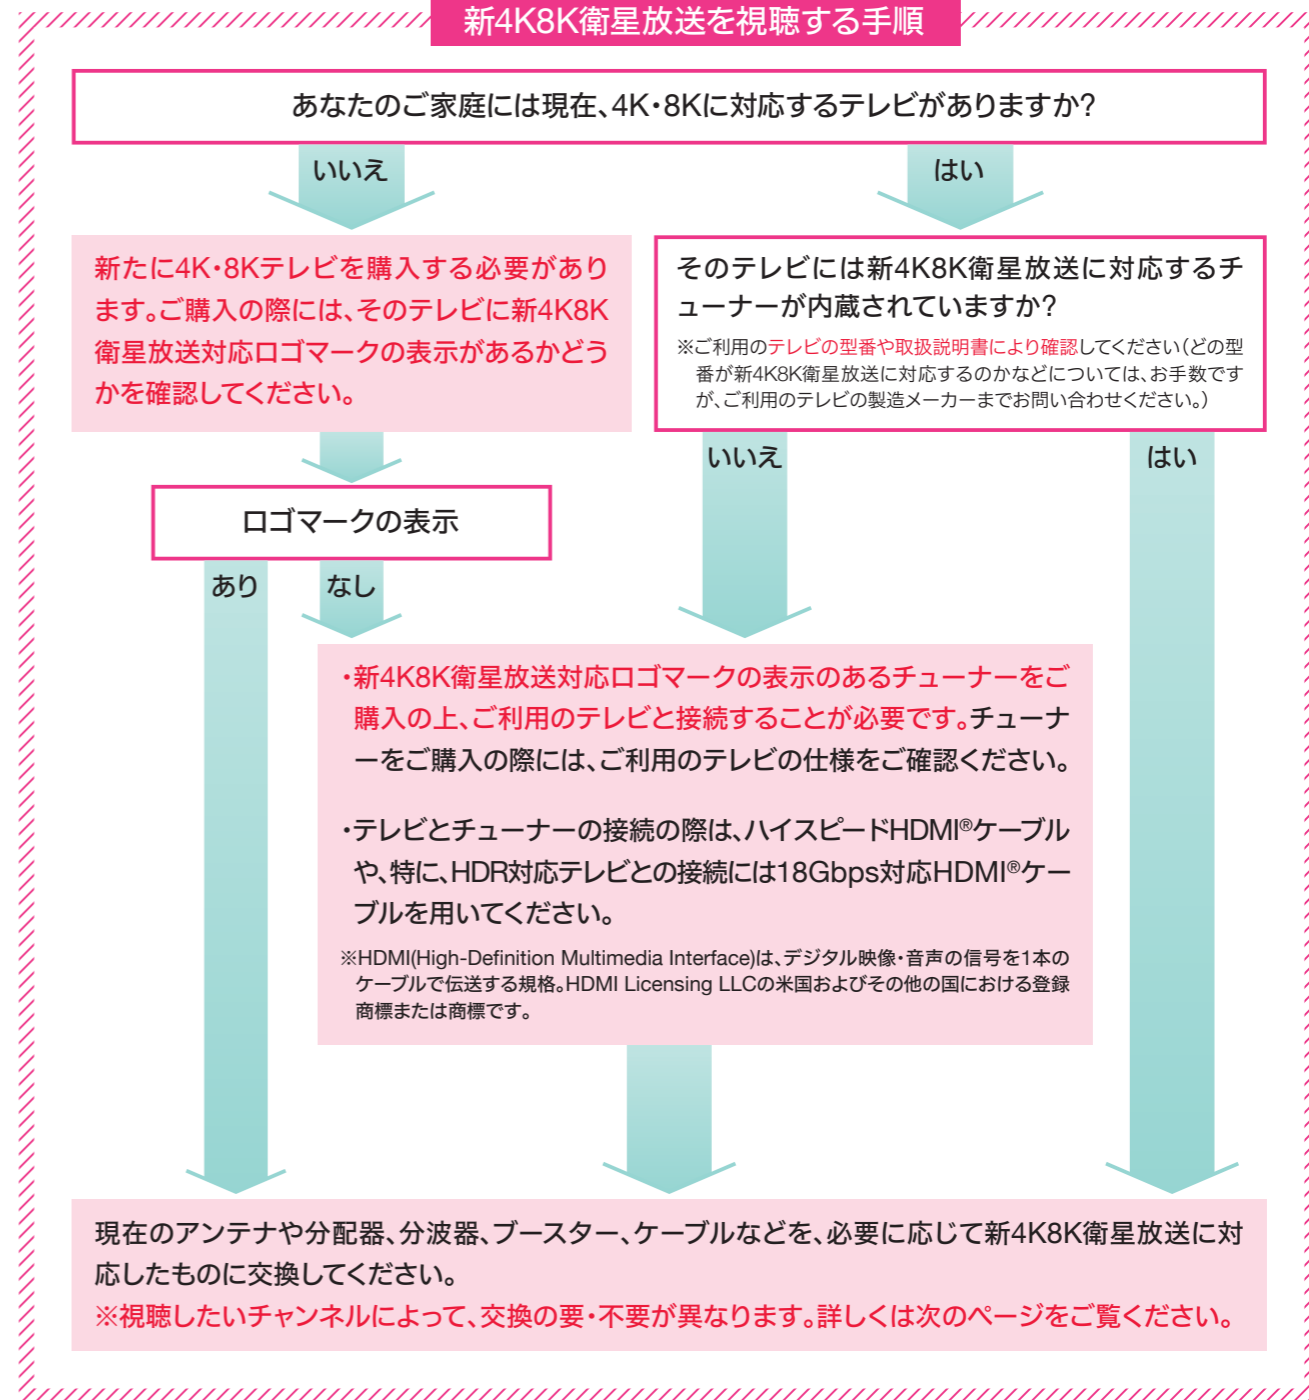 新4K8K衛星放送を視聴する手順
あなたのご家庭には現在、4K・8Kに対応するテレビがありますか?
いいえ
はい
新たに4K・8Kテレビを購入する必要があり
ます。ご購入の際には、そのテレビに新4K8K
衛星放送対応ロゴマークの表示があるかどう
かを確認してください。
そのテレビには新4K8K衛星放送に対応するチ
ューナーが内蔵されていますか?
※ご利用のテレビの型番や取扱説明書により確認してください(どの型
番が新4K8K衛星放送に対応するのかなどについては、お手数です
が、ご利用のテレビの製造メーカーまでお問い合わせください。)
いいえ
はい
ロゴマークの表示
あり
なし
・新4K8K衛星放送対応ロゴマークの表示のあるチューナーをご
購入の上、ご利用のテレビと接続することが必要です。チューナ
ーをご購入の際には、ご利用のテレビの仕様をご確認ください。
・テレビとチューナーの接続の際は、ハイスピードHDMI®ケーブル
や、特に、HDR対応テレビとの接続には18Gbps対応HDMI®ケー
ブルを用いてください。
※HDMI(High-Definition Multimedia Interface)は、デジタル映像・音声の信号を1本の
ケーブルで伝送する規格。HDMI Licensing LLCの米国およびその他の国における登録
商標または商標です。
現在のアンテナや分配器、分波器、ブースター、ケーブルなどを、必要に応じて新4K8K衛星放送に対
応したものに交換してください。
※視聴したいチャンネルによって、交換の要・不要が異なります。詳しくは次のページをご覧ください。